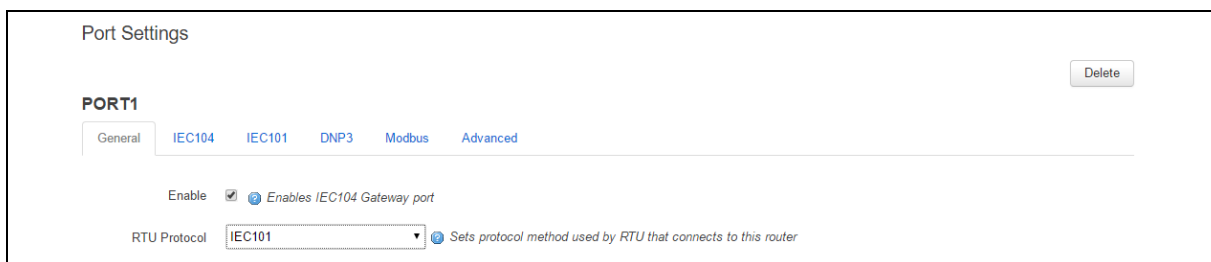 Port Settings
Delete
PORT1
General IEC104 IEC101 DNP3 Modbus Advanced
Enable Enables IEC104 Gateway port
RTU Protocol IEC101 Sets protocol method used by RTU that connects to this router